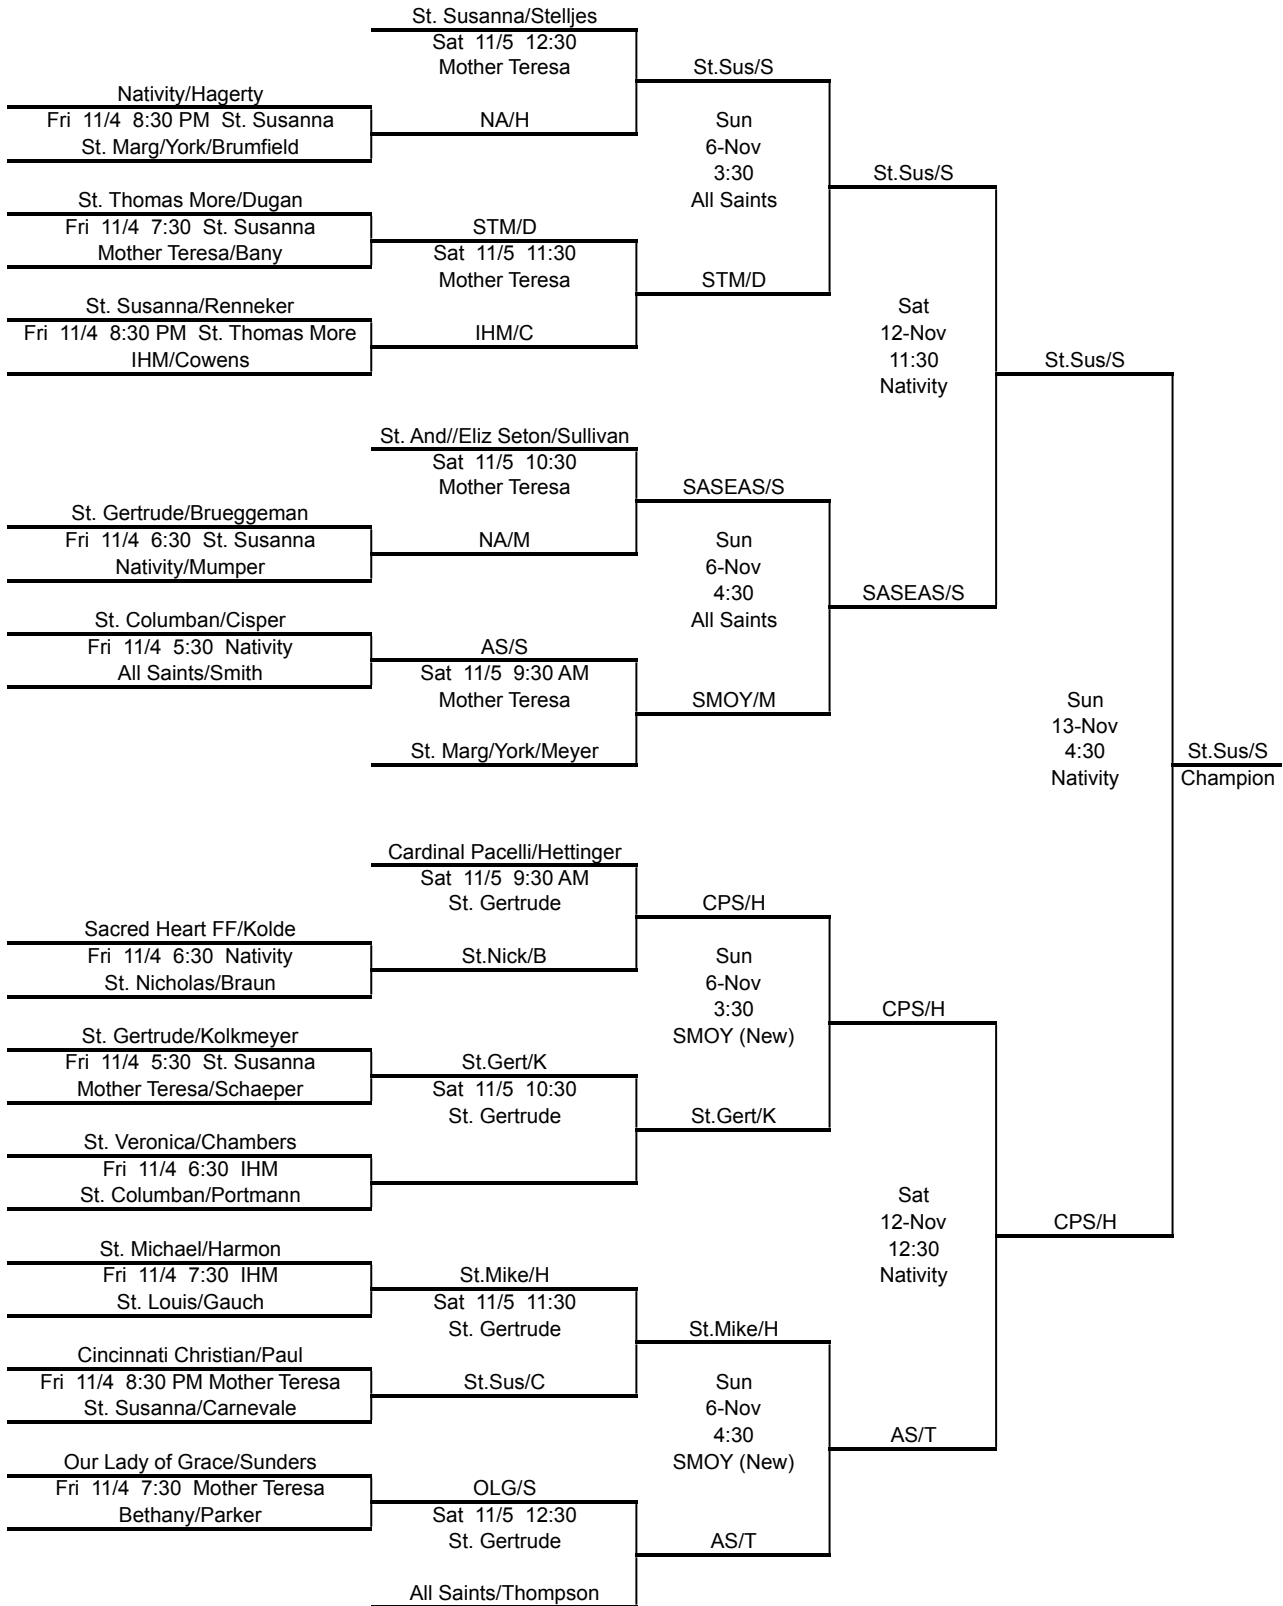 St. Susanna/Stelljes
Sat 11/5 12:30
Mother Teresa
St.Sus/S
Nativity/Hagerty
Fri 11/4 8:30 PM St. Susanna
NA/H
Sun
St. Marg/York/Brumfield
6-Nov
3:30
St.Sus/S
St. Thomas More/Dugan
All Saints
Fri 11/4 7:30 St. Susanna
STM/D
Mother Teresa/Bany
Sat 11/5 11:30
Mother Teresa
STM/D
St. Susanna/Renneker
Sat
Fri 11/4 8:30 PM St. Thomas More
IHM/C
12-Nov
IHM/Cowens
11:30
St.Sus/S
Nativity
St. And//Eliz Seton/Sullivan
Sat 11/5 10:30
Mother Teresa
SASEAS/S
St. Gertrude/Brueggeman
Fri 11/4 6:30 St. Susanna
NA/M
Sun
Nativity/Mumper
6-Nov
4:30
SASEAS/S
St. Columban/Cisper
All Saints
Fri 11/4 5:30 Nativity
AS/S
All Saints/Smith
Sat 11/5 9:30 AM
Mother Teresa
SMOY/M
Sun
13-Nov
St. Marg/York/Meyer
4:30
St.Sus/S
Nativity
Champion
Cardinal Pacelli/Hettinger
Sat 11/5 9:30 AM
St. Gertrude
CPS/H
Sacred Heart FF/Kolde
Fri 11/4 6:30 Nativity
St.Nick/B
Sun
St. Nicholas/Braun
6-Nov
3:30
CPS/H
St. Gertrude/Kolkmeyer
SMOY (New)
Fri 11/4 5:30 St. Susanna
St.Gert/K
Mother Teresa/Schaeper
Sat 11/5 10:30
St. Gertrude
St.Gert/K
St. Veronica/Chambers
Fri 11/4 6:30 IHM
St. Columban/Portmann
Sat
12-Nov
CPS/H
St. Michael/Harmon
12:30
Fri 11/4 7:30 IHM
St.Mike/H
Nativity
St. Louis/Gauch
Sat 11/5 11:30
St. Gertrude
St.Mike/H
Cincinnati Christian/Paul
Fri 11/4 8:30 PM Mother Teresa
St.Sus/C
Sun
St. Susanna/Carnevale
6-Nov
4:30
AS/T
Our Lady of Grace/Sunders
SMOY (New)
Fri 11/4 7:30 Mother Teresa
OLG/S
Bethany/Parker
Sat 11/5 12:30
St. Gertrude
AS/T
All Saints/Thompson